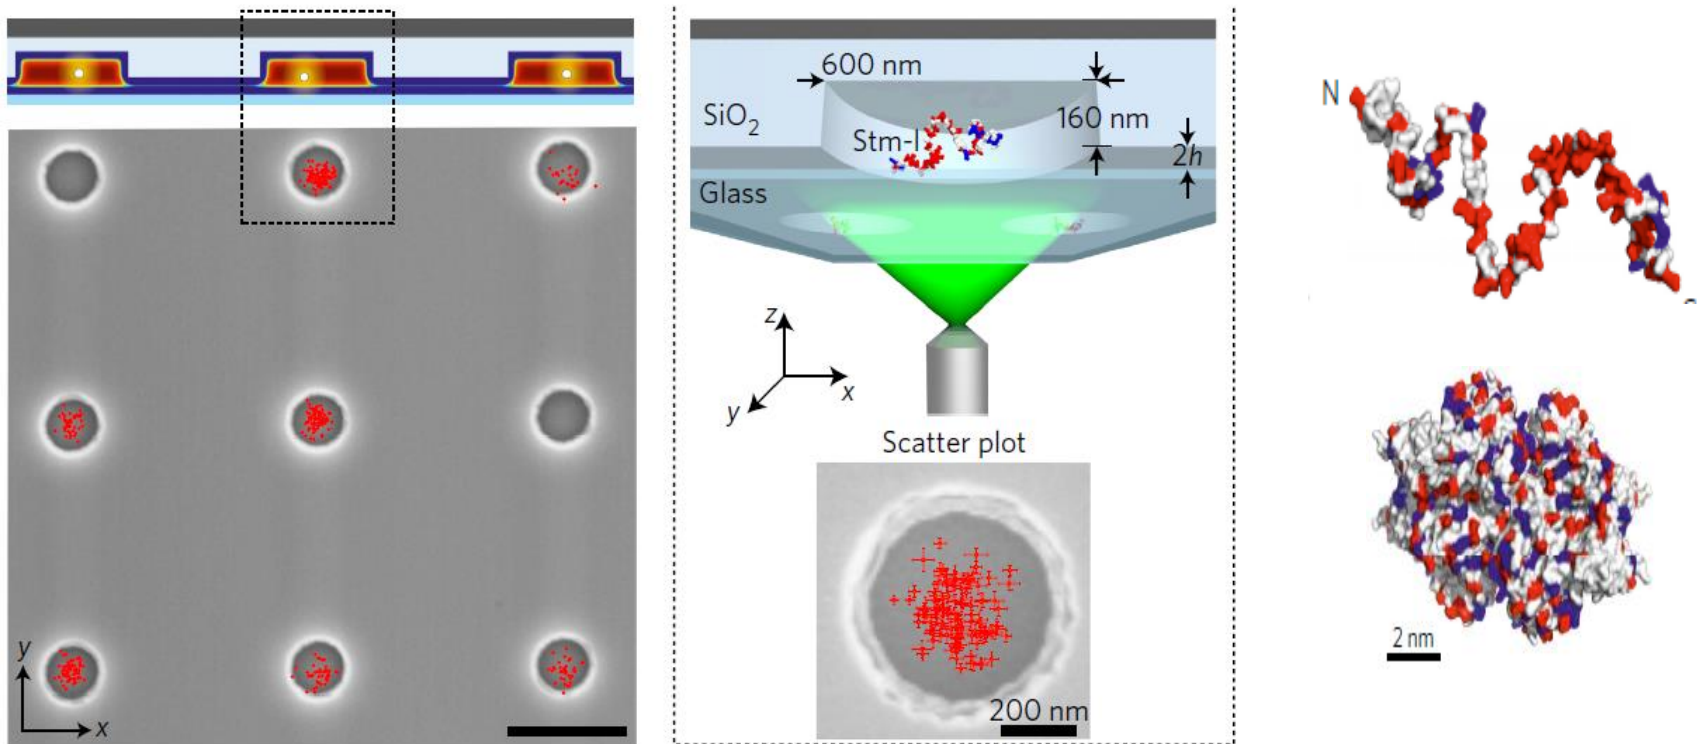 y
x
600 nm
SiO2
160 nm
Stm-l
2h
Glass
z
x
y
Scatter plot
200 nm
N
2 nm